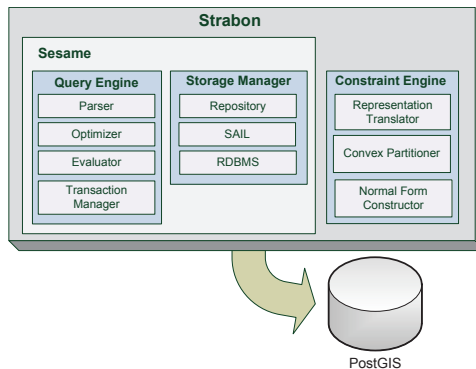 Strabon
Sesame
Query Engine
Parser
Optimizer
Evaluator
Transaction
Manager
Storage Manager
Repository
SAIL
RDBMS
Constraint Engine
Representation
Translator
Convex Partitioner
Normal Form
Constructor
PostGIS